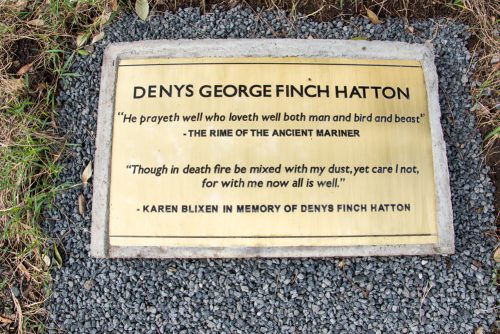 DENYS GEORGE FINCH HATTON
"He prayeth well who loveth well both man and bird and beast"
- THE RIME OF THE ANCIENT MARINER
"Though in death fire be mixed with my dust, yet care I not,
for with me now all is well."
- KAREN BLIXEN IN MEMORY OF DENYS FINCH HATTON